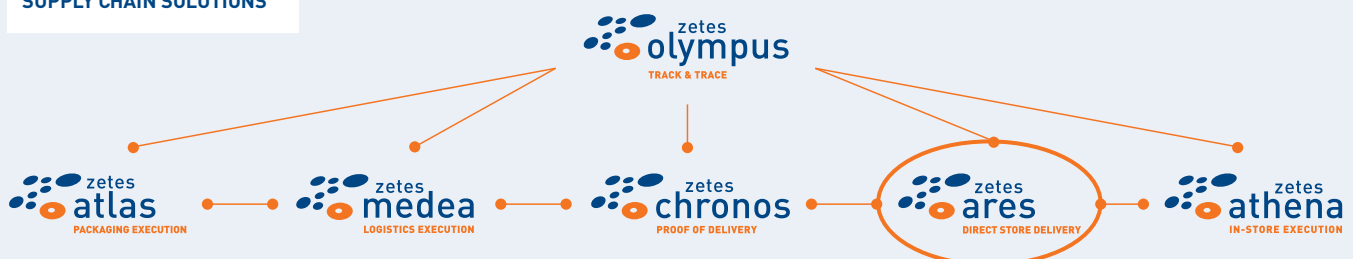 SUPPLY CHAIN SOLUTIONS
zetes
olympus
TRACK & TRACE
zetes
atlas
PACKAGING EXECUTION
zetes
medea
LOGISTICS EXECUTION
zetes
chronos
PROOF OF DELIVERY
zetes
ares
DIRECT STORE DELIVERY
zetes
athena
IN-STORE EXECUTION